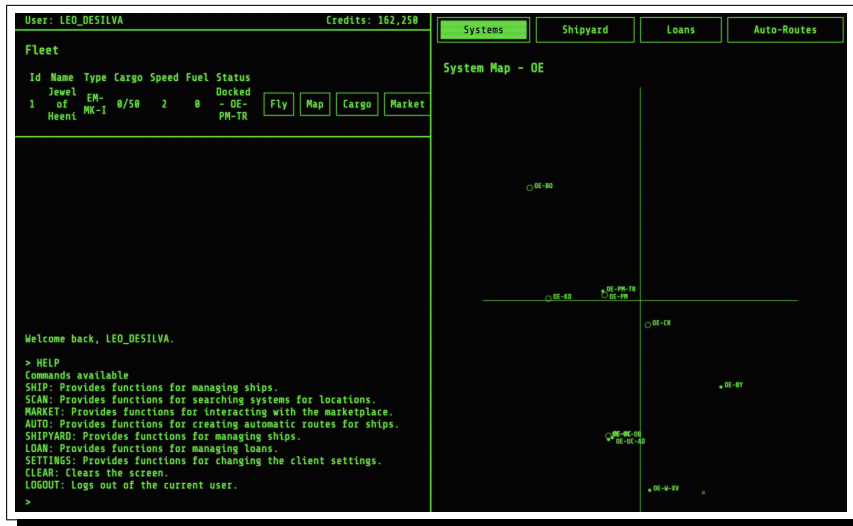 User: LEO_DESILVA Credits: 162,250
Fleet
Id Name Type Cargo Speed Fuel Status
1 Jewel of Heeni EM-MK-I 0/50 2 0 Docked - OE-PM-TR Fly Map Cargo Market
Welcome back, LEO_DESILVA.
> HELP
Commands available
SHIP: Provides functions for managing ships.
SCAN: Provides functions for searching systems for locations.
MARKET: Provides functions for interacting with the marketplace.
AUTO: Provides functions for creating automatic routes for ships.
SHIPYARD: Provides functions for managing ships.
LOAN: Provides functions for managing loans.
SETTINGS: Provides functions for changing the client settings.
CLEAR: Clears the screen.
LOGOUT: Logs out of the current user.
>
Systems Shipyard Loans Auto-Routes
System Map - OE
OE-BO
OE-PM-TR
OE-PM
OE-KO
OE-CR
OE-NY
OE-UC-AD
OE-W-XV